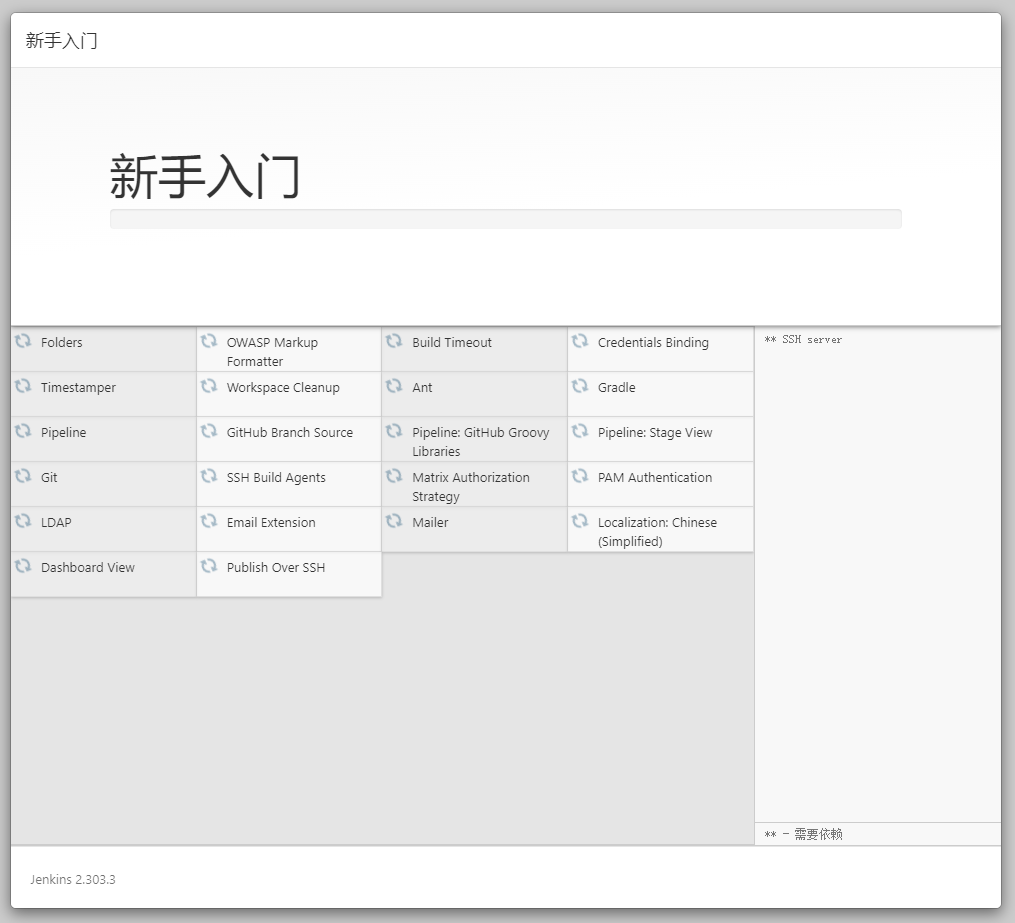 新手入门
新手入门
Folders
OWASP Markup
Formatter
Build Timeout
Credentials Binding
** SSH server
Timestamper
Workspace Cleanup
Ant
Gradle
Pipeline
GitHub Branch Source
Pipeline: GitHub Groovy
Libraries
Pipeline: Stage View
Git
SSH Build Agents
Matrix Authorization
Strategy
PAM Authentication
LDAP
Email Extension
Mailer
Localization: Chinese
(Simplified)
Dashboard View
Publish Over SSH
** - 需要依赖
Jenkins 2.303.3